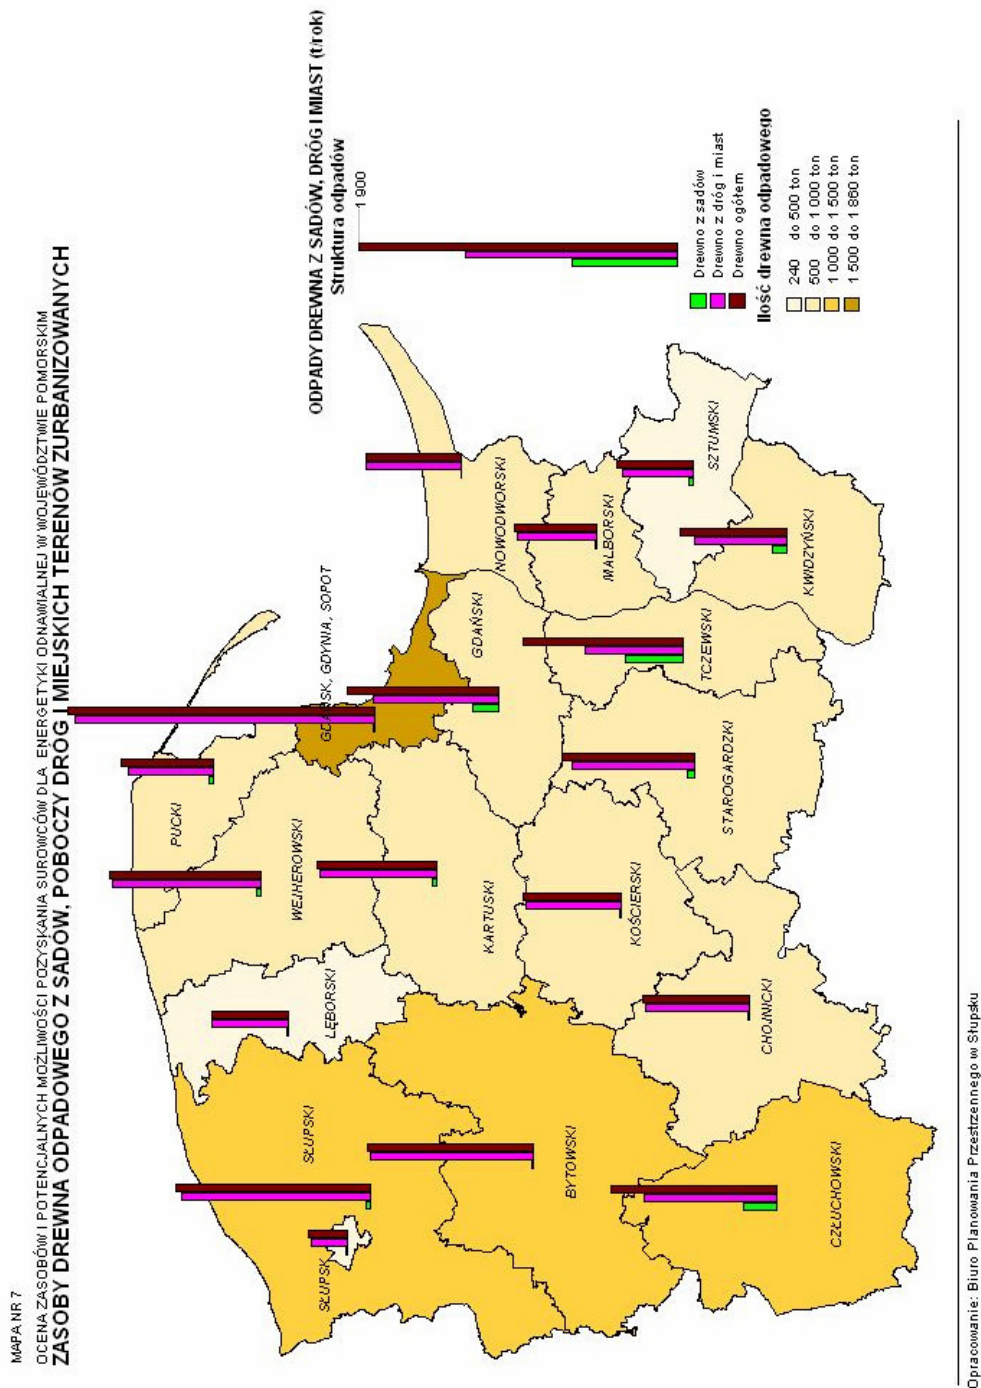 MAPA NR 7
OCENA ZASOBÓW I POTENCJALNYCH MOŻLIWOŚCI POZYSKANIA SUROWCÓW DLA ENERGETYKI ODNAWIALNEJ W WOJEWÓDZTWIE POMORSKIM
ZASOBY DREWNA ODPADOWEGO Z SADÓW, POBOCZY DRÓG I MIEJSKICH TERENÓW ZURBANIZOWANYCH
ODPADY DREWNA Z SADÓW, DRÓG I MIAST (t/rok)
Struktura odpadów
1 900
Drewno z sadów
Drewno z dróg i miast
Drewno ogółem
Ilość drewna odpadowego
240 do 500 ton
500 do 1 000 ton
1 000 do 1 500 ton
1 500 do 1 860 ton
PUCKI
WEJHEROWSKI
LĘBORSKI
SŁUPSKI
SŁUPSK
GDAŃSK, GDYNIA, SOPOT
KARTUSKI
BYTOWSKI
GDAŃSKI
NOWODWORSKI
MALBORSKI
SZTUMSKI
KWIDZYŃSKI
TCZEWSKI
STAROGARDZKI
KOŚCIERSKI
CHOJNICKI
CZŁUCHOWSKI
Opracowanie: Biuro Planowania Przestrzennego w Słupsku